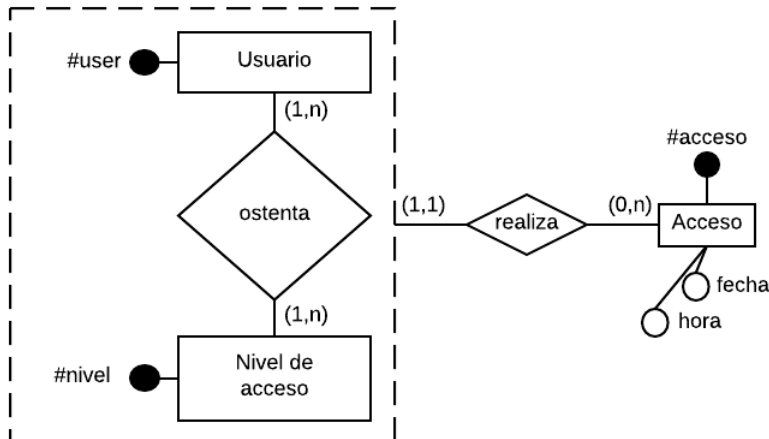 #user
Usuario
(1,n)
ostenta
(1,n)
#nivel
Nivel de
acceso
(1,1)
realiza
(0,n)
#acceso
Acceso
fecha
hora